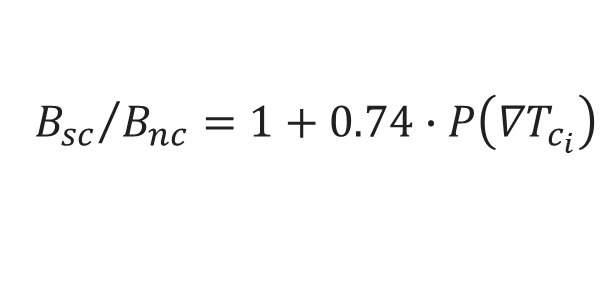 B_{sc}/B_{nc} = 1 + 0.74 · P(∇T_{c_i})